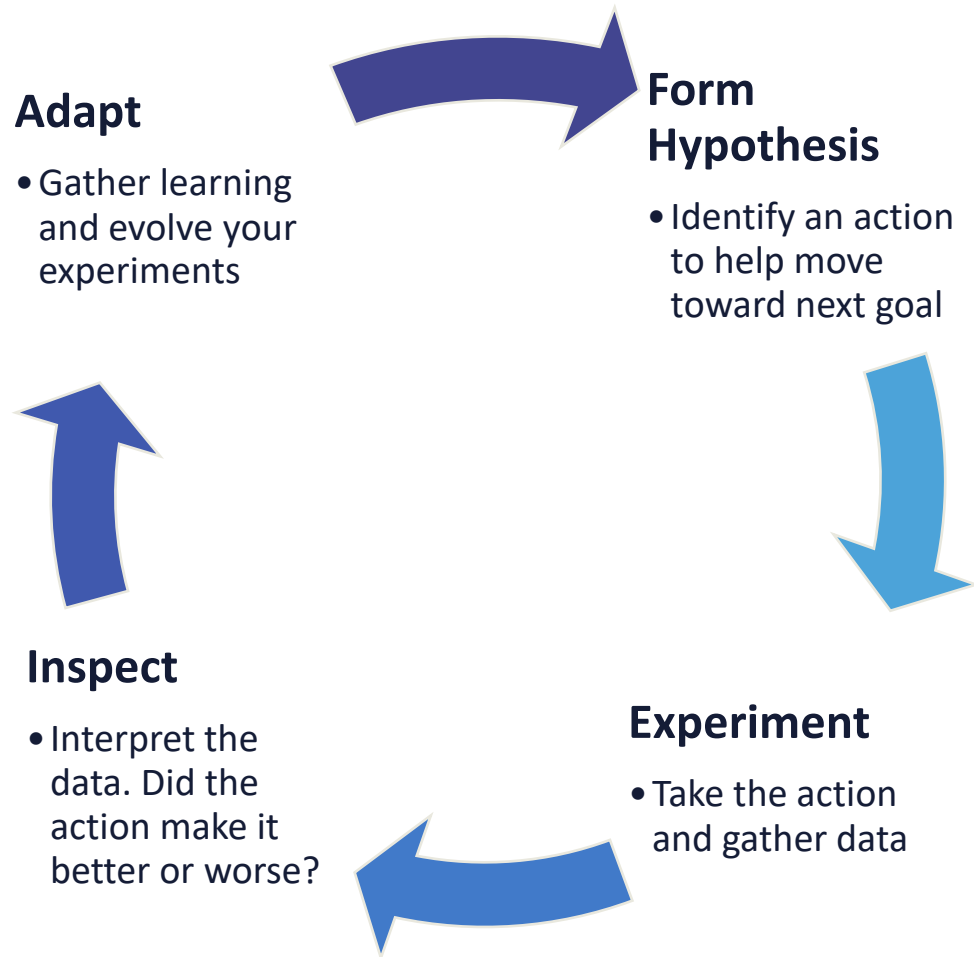 Adapt
• Gather learning
and evolve your
experiments
Form
Hypothesis
• Identify an action
to help move
toward next goal
Experiment
• Take the action
and gather data
Inspect
• Interpret the
data. Did the
action make it
better or worse?